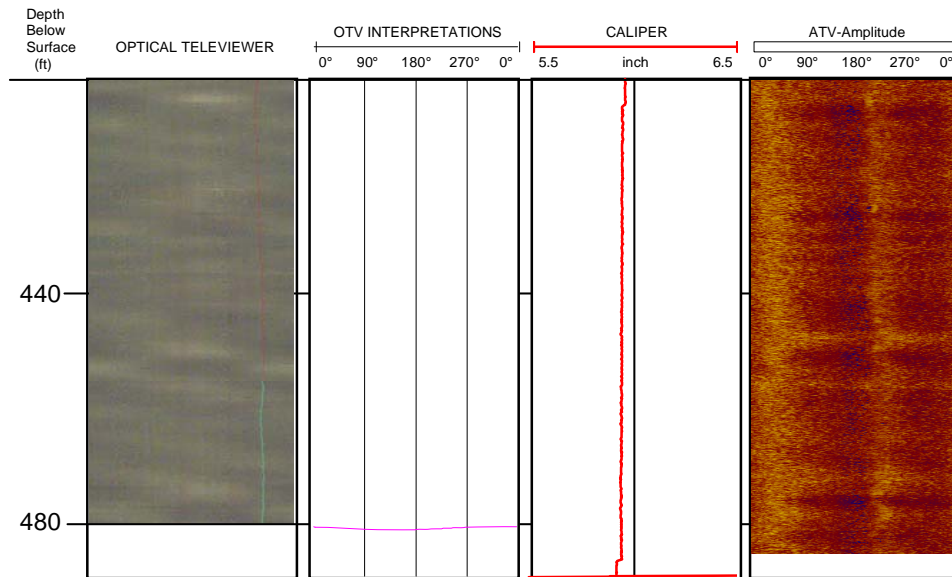 Depth
Below
Surface
(ft)
OPTICAL TELEVIEWER
OTV INTERPRETATIONS
0° 90° 180° 270° 0°
CALIPER
5.5 inch 6.5
ATV-Amplitude
0° 90° 180° 270° 0°
440
480